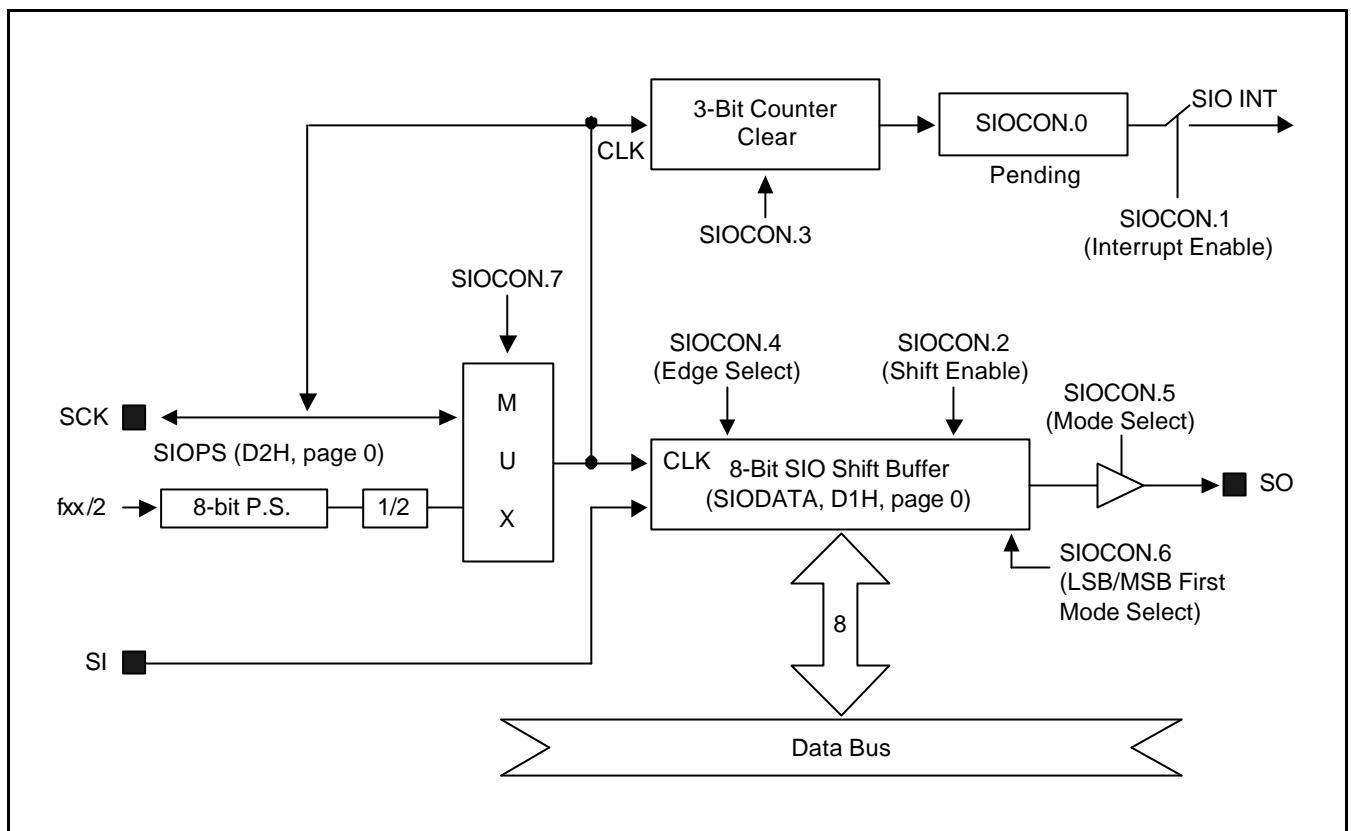 3-Bit Counter
Clear
CLK
SIOCON.3
SIOCON.0
Pending
SIO INT
SIOCON.1
(Interrupt Enable)
SIOCON.7
M
U
X
SCK
SIOPS (D2H, page 0)
fxx/2
8-bit P.S.
1/2
SIOCON.4
(Edge Select)
SIOCON.2
(Shift Enable)
SIOCON.5
(Mode Select)
CLK
8-Bit SIO Shift Buffer
(SIODATA, D1H, page 0)
SO
SIOCON.6
(LSB/MSB First
Mode Select)
SI
8
Data Bus